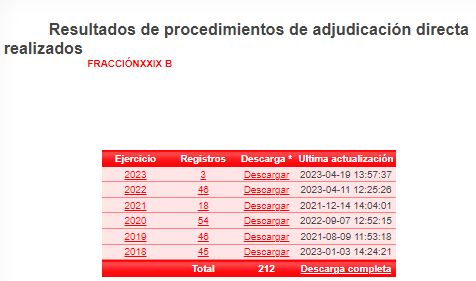 Resultados de procedimientos de adjudicación directa
realizados
FRACCIÓNXXIX B
Ejercicio Registros Descarga * Ultima actualización
2023 3 Descargar 2023-04-19 13:57:37
2022 46 Descargar 2023-04-11 12:25:26
2021 18 Descargar 2021-12-14 14:04:01
2020 54 Descargar 2022-09-07 12:52:15
2019 46 Descargar 2021-08-09 11:53:18
2018 45 Descargar 2023-01-03 14:24:21
Total 212 Descarga completa